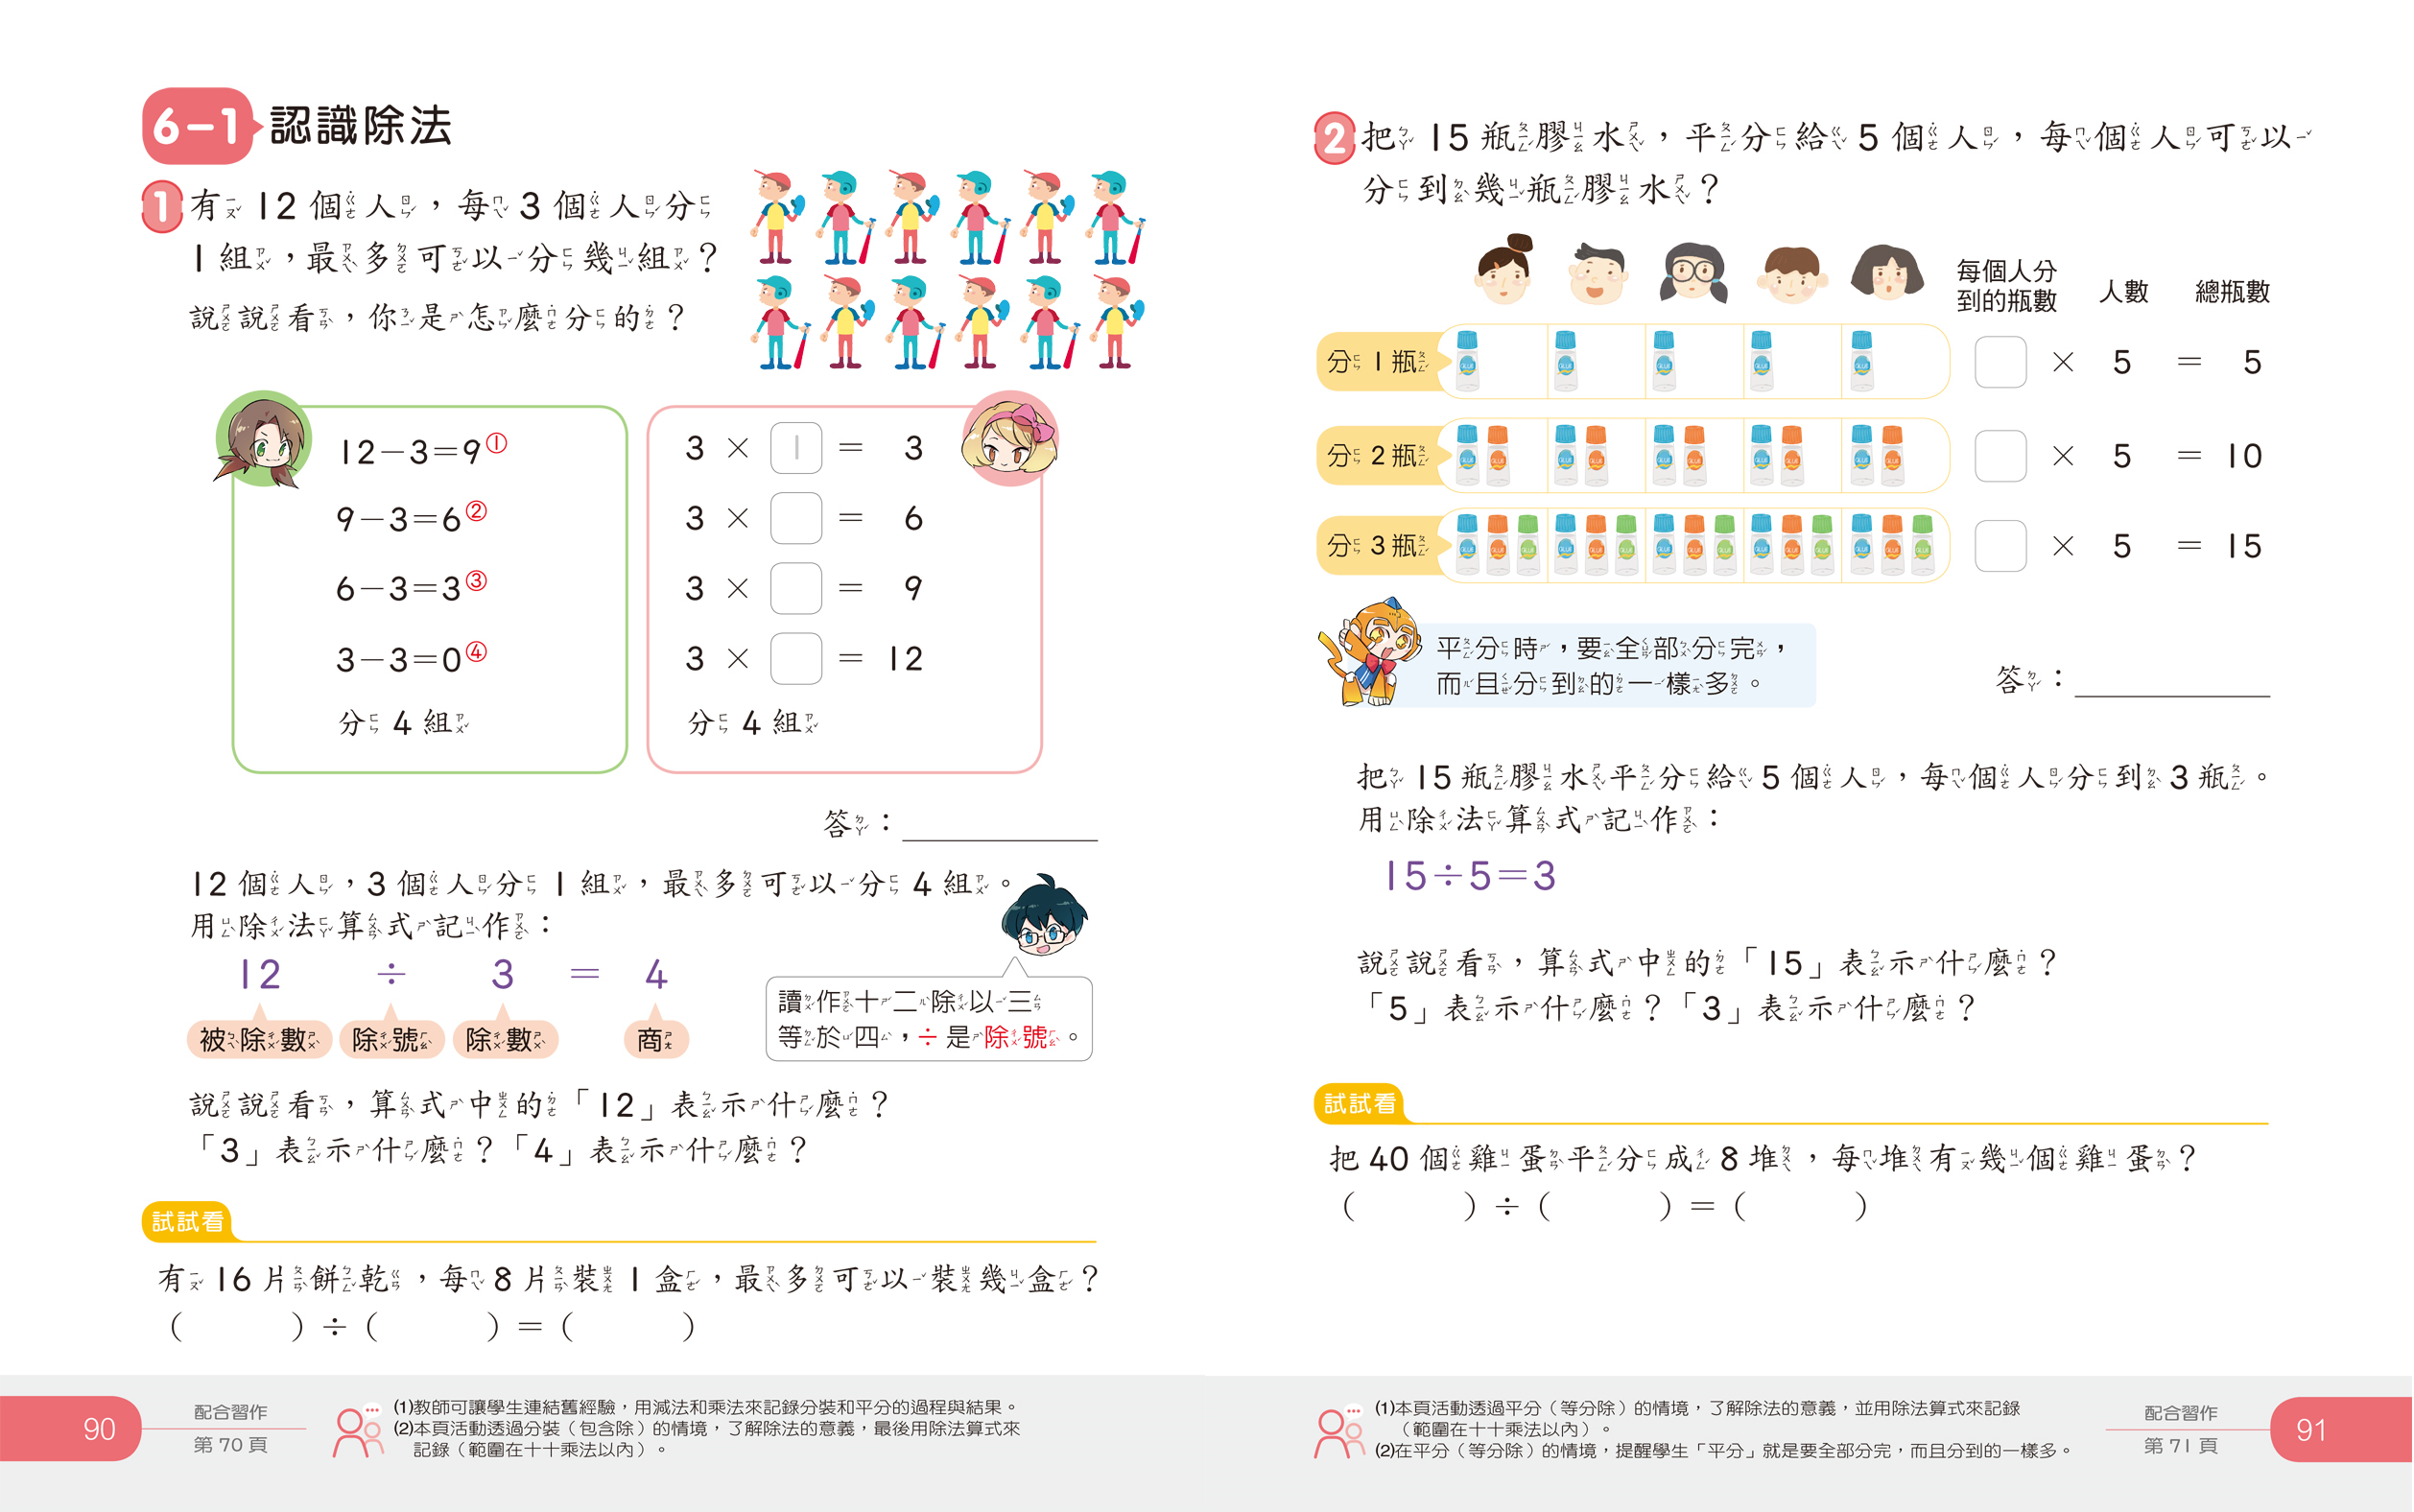 6-1 認識除法
1 有 12 個人，每 3 個人分
1 組，最多可以分幾組？
說說看，你是怎麼分的？
12－3＝9①
9－3＝6②
6－3＝3③
3－3＝0④
分 4 組
3 × 1 ＝ 3
3 × □ ＝ 6
3 × □ ＝ 9
3 × □ ＝ 12
分 4 組
答：
12 個人，3 個人分 1 組，最多可以分 4 組。
用除法算式記作：
12 ÷ 3 ＝ 4
被除數 除號 除數 商
讀作十二除以三
等於四，÷ 是除號。
說說看，算式中的「12」表示什麼？
「3」表示什麼？「4」表示什麼？
試試看
有 16 片餅乾，每 8 片裝 1 盒，最多可以裝幾盒？
（ ）÷（ ）＝（ ）
90
配合習作
第 70 頁
(1)教師可讓學生連結舊經驗，用減法和乘法來記錄分裝和平分的過程與結果。
(2)本頁活動透過分裝（包含除）的情境，了解除法的意義，最後用除法算式來
記錄（範圍在十十乘法以內）。
2 把 15 瓶膠水，平分給 5 個人，每個人可以
分到幾瓶膠水？
每個人分
到的瓶數 人數 總瓶數
分 1 瓶 □ × 5 ＝ 5
分 2 瓶 □ × 5 ＝ 10
分 3 瓶 □ × 5 ＝ 15
平分時，要全部分完，
而且分到的一樣多。
答：
把 15 瓶膠水平分給 5 個人，每個人分到 3 瓶。
用除法算式記作：
15÷5＝3
說說看，算式中的「15」表示什麼？
「5」表示什麼？「3」表示什麼？
試試看
把 40 個雞蛋平分成 8 堆，每堆有幾個雞蛋？
（ ）÷（ ）＝（ ）
(1)本頁活動透過平分（等分除）的情境，了解除法的意義，並用除法算式來記錄
（範圍在十十乘法以內）。
(2)在平分（等分除）的情境，提醒學生「平分」就是要全部分完，而且分到的一樣多。
配合習作
第 71 頁
91